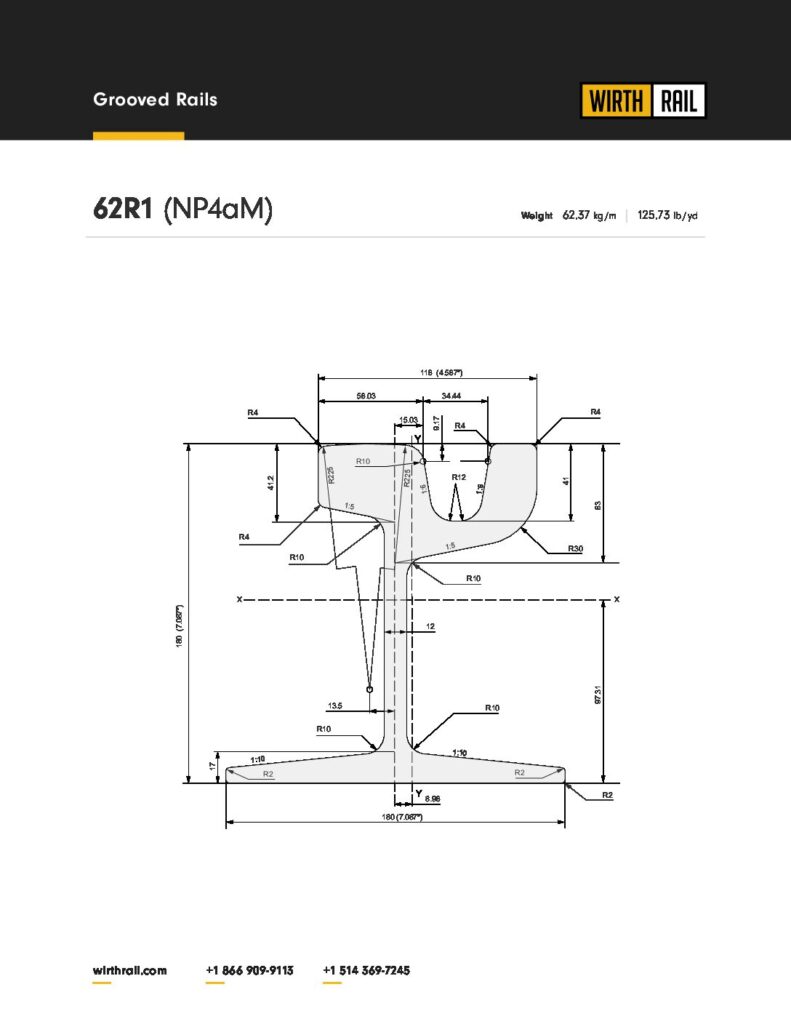 Grooved Rails
WIRTH RAIL
62R1 (NP4aM)
Weight 62,37 kg/m | 125,73 lb/yd
116 (4.567")
56.03
34.44
15.03
9.17
R4
R4
R4
Y
R10
R225
R225
R12
41.2
41
63
1:6
1:6
1:5
1:5
R4
R10
R30
R10
X
X
180 (7.087")
12
97.31
13.5
R10
R10
1:10
1:10
17
R2
R2
R2
Y
8.96
180 (7.087")
wirthrail.com
+1 866 909-9113
+1 514 369-7245